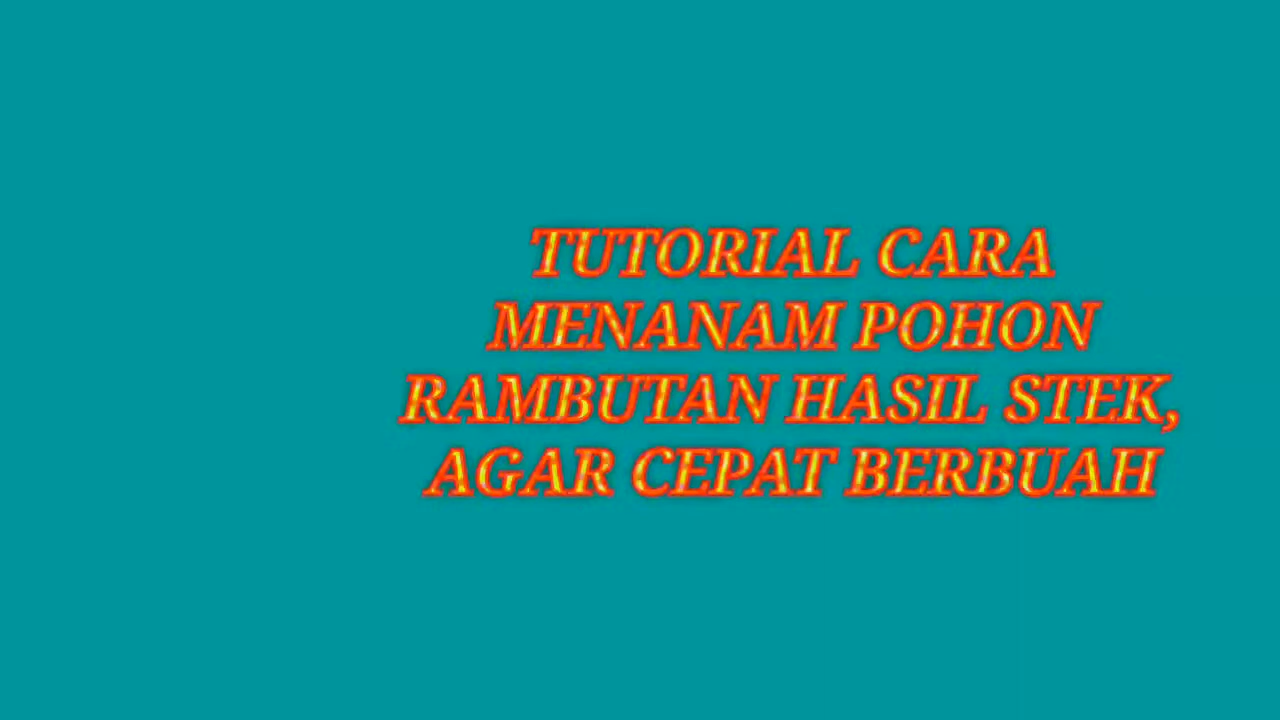 TUTORIAL CARA
MENANAM POHON
RAMBUTAN HASIL STEK,
AGAR CEPAT BERBUAH